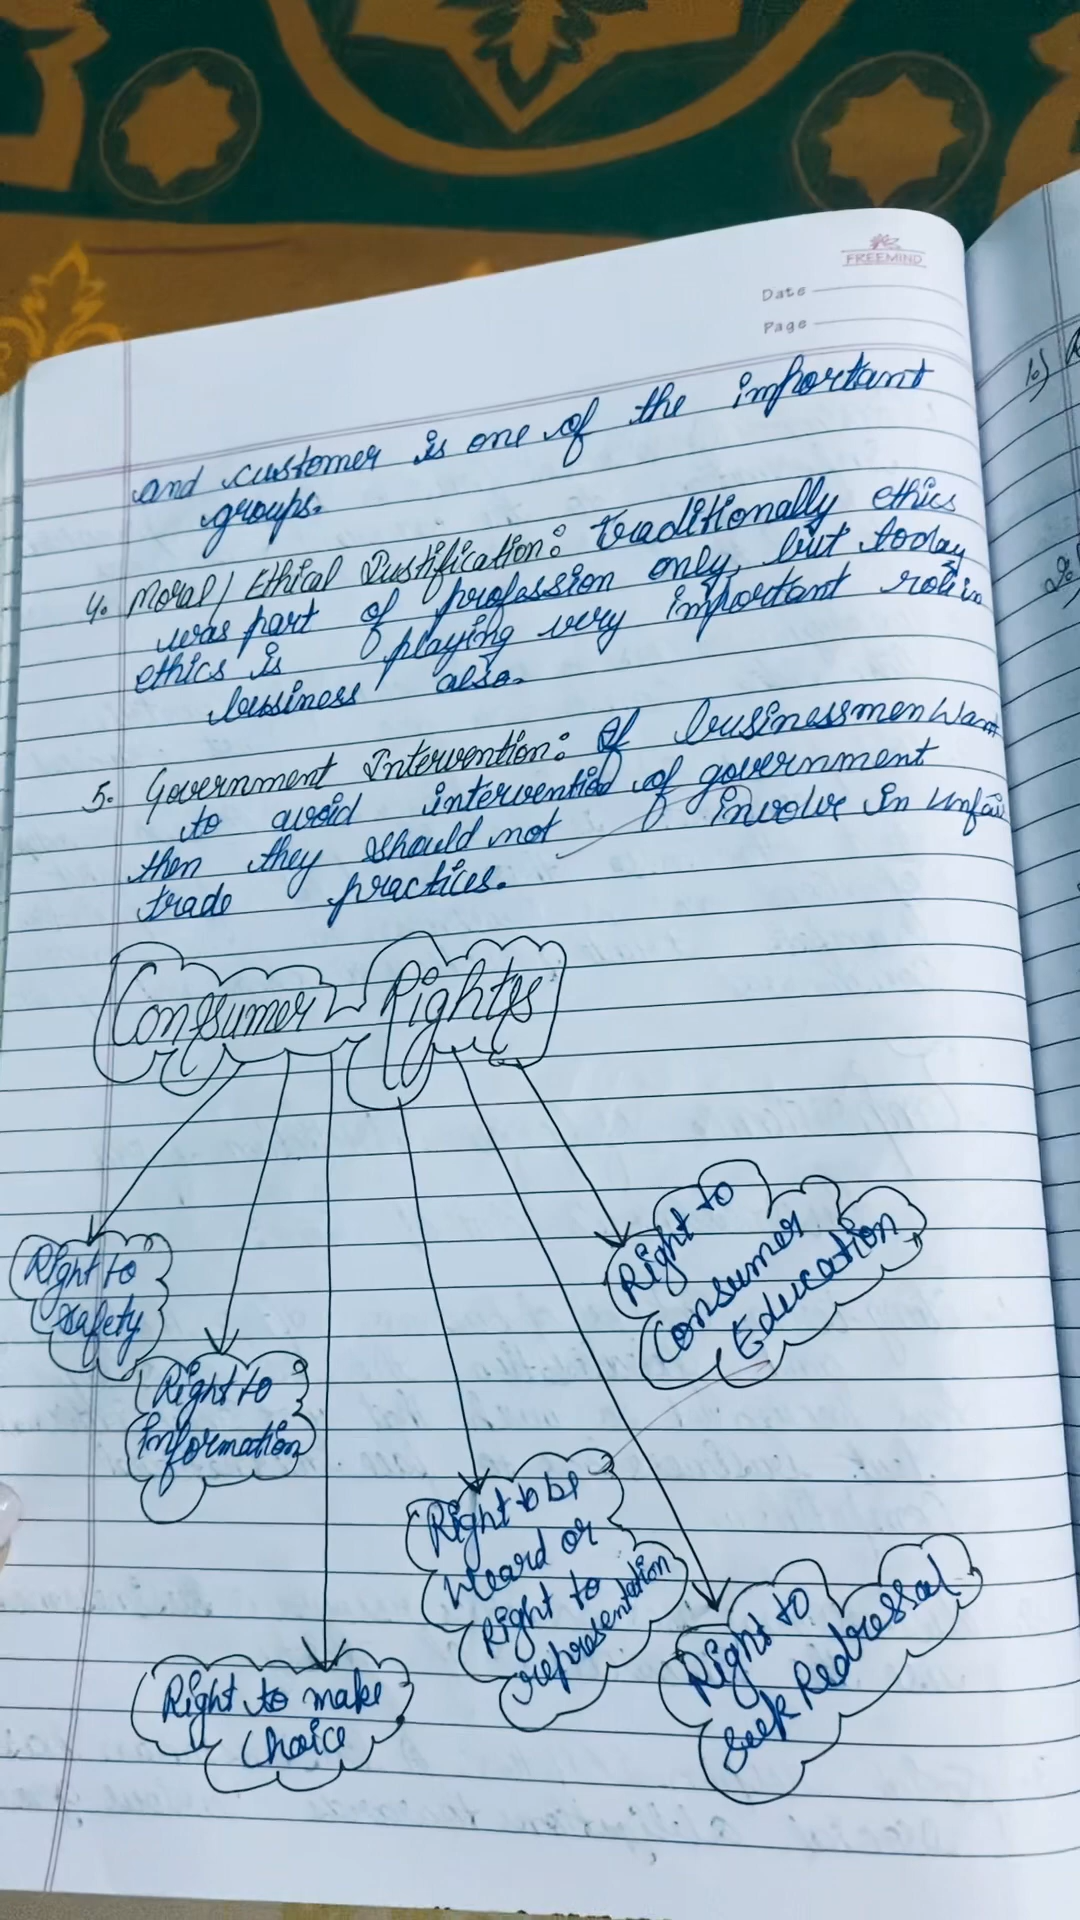 FREEMIND
Date
Page
and customer is one of the important
groups.
4. Moral / Ethical Justification: traditionally ethics
was part of profession only, but today
ethics is playing very important role in
bussiness also.
5. Government Intervention: If businessmen want
to avoid intervention of government
then they should not involve in unfair
trade practices.
Consumer Rights
Right to
safety
Right to
information
Right to make
choice
Right to be
Heard or
Right to
representation
Right to
seek Redressal
Right to
Consumer
Education
1.)
2.)